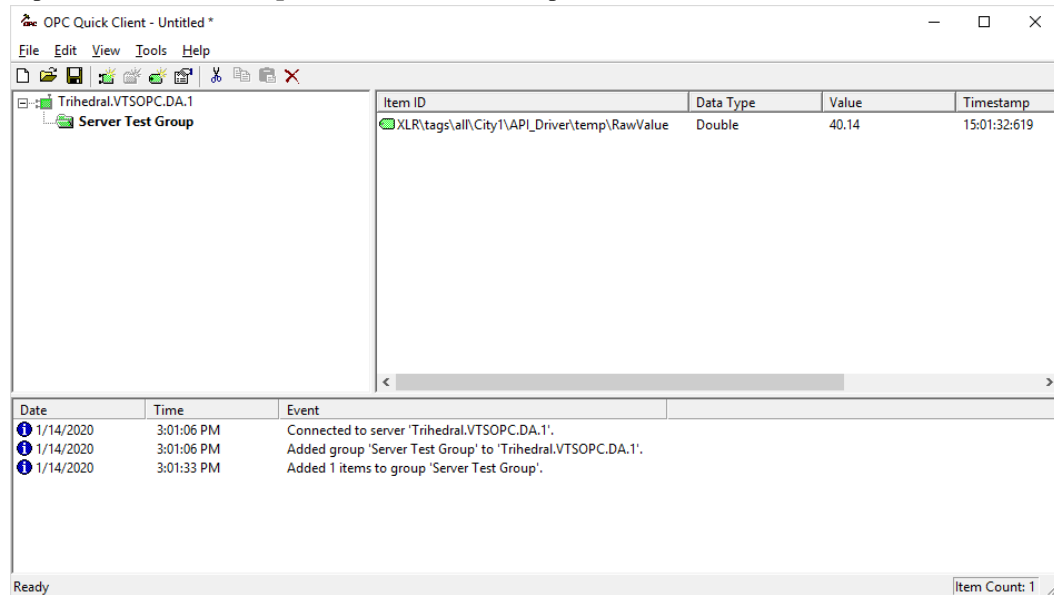 OPC Quick Client - Untitled *
File Edit View Tools Help
Trihedral.VTSOPC.DA.1
Server Test Group
Item ID Data Type Value Timestamp
XLR\tags\all\City1\API_Driver\temp\RawValue Double 40.14 15:01:32:619
Date Time Event
1/14/2020 3:01:06 PM Connected to server 'Trihedral.VTSOPC.DA.1'.
1/14/2020 3:01:06 PM Added group 'Server Test Group' to 'Trihedral.VTSOPC.DA.1'.
1/14/2020 3:01:33 PM Added 1 items to group 'Server Test Group'.
Ready Item Count: 1